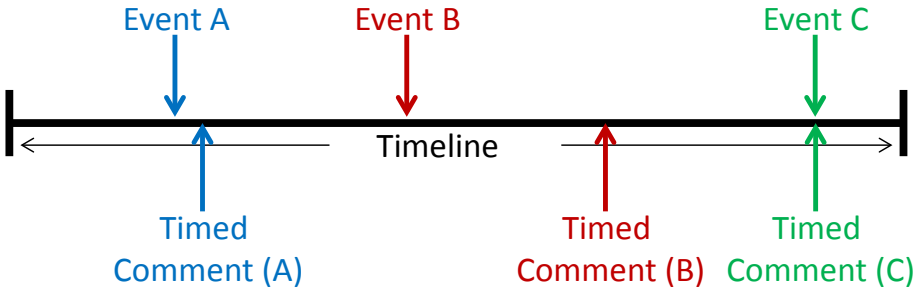 Event A
Event B
Event C
Timeline
Timed
Comment (A)
Timed
Comment (B)
Timed
Comment (C)